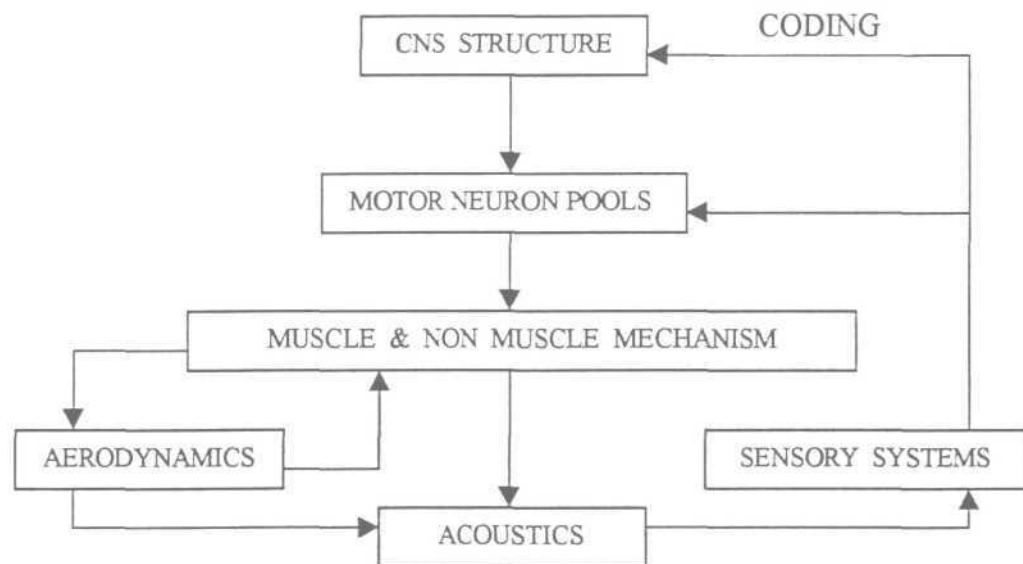 CODING
CNS STRUCTURE
MOTOR NEURON POOLS
MUSCLE & NON MUSCLE MECHANISM
AERODYNAMICS
SENSORY SYSTEMS
ACOUSTICS